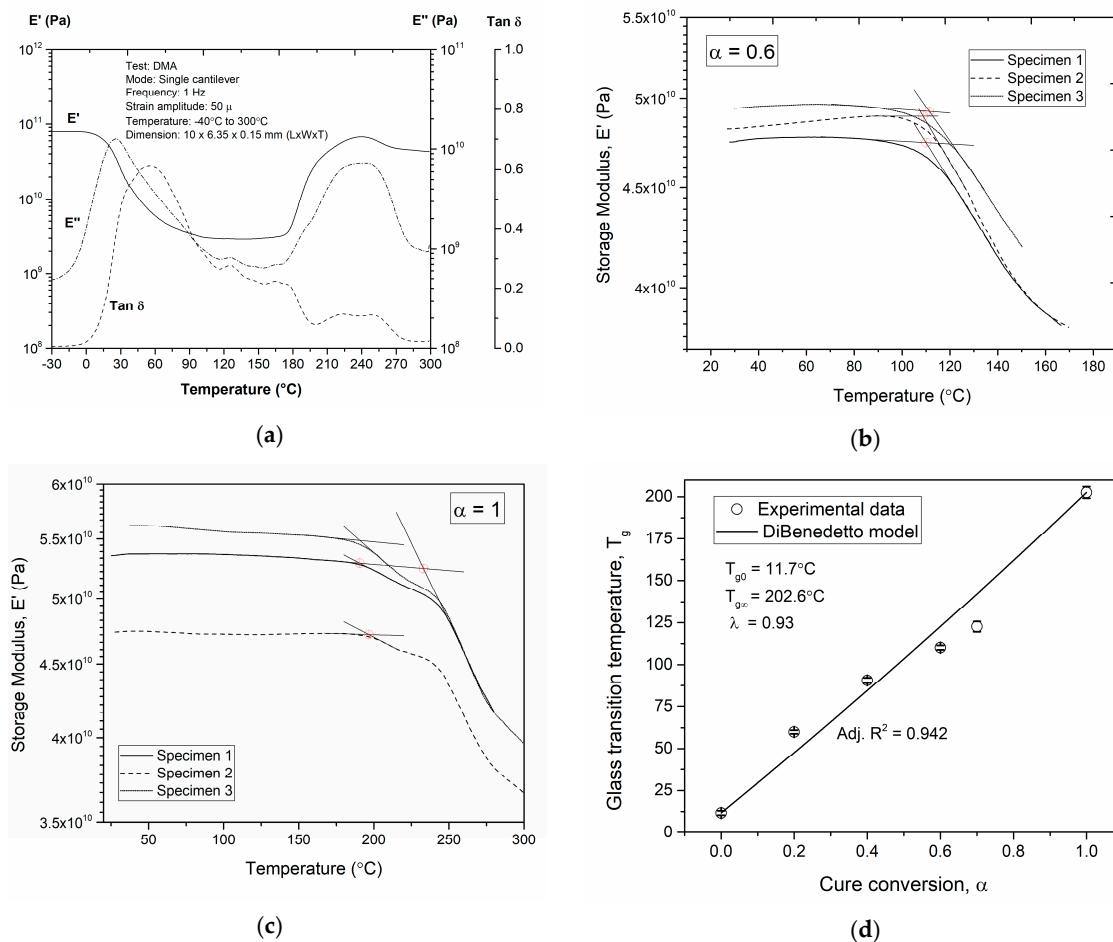 E' (Pa)
E'' (Pa)
Tan δ
10¹²
10¹¹
10¹⁰
10⁹
10⁸
10¹¹
10¹⁰
10⁹
10⁸
1.0
0.8
0.6
0.4
0.2
0.0
Test: DMA
Mode: Single cantilever
Frequency: 1 Hz
Strain amplitude: 50 μ
Temperature: -40°C to 300°C
Dimension: 10 x 6.35 x 0.15 mm (LxWxT)
E'
E''
Tan δ
-30 0 30 60 90 120 150 180 210 240 270 300
Temperature (°C)
(a)
5.5x10¹⁰
5x10¹⁰
4.5x10¹⁰
4x10¹⁰
Storage Modulus, E' (Pa)
α = 0.6
Specimen 1
Specimen 2
Specimen 3
20 40 60 80 100 120 140 160 180
Temperature (°C)
(b)
6x10¹⁰
5.5x10¹⁰
5x10¹⁰
4.5x10¹⁰
4x10¹⁰
3.5x10¹⁰
Storage Modulus, E' (Pa)
α = 1
Specimen 1
Specimen 2
Specimen 3
50 100 150 200 250 300
Temperature (°C)
(c)
200
175
150
125
100
75
50
25
0
Glass transition temperature, T_g
Experimental data
DiBenedetto model
T_g0 = 11.7°C
T_g∞ = 202.6°C
λ = 0.93
Adj. R² = 0.942
0.0 0.2 0.4 0.6 0.8 1.0
Cure conversion, α
(d)